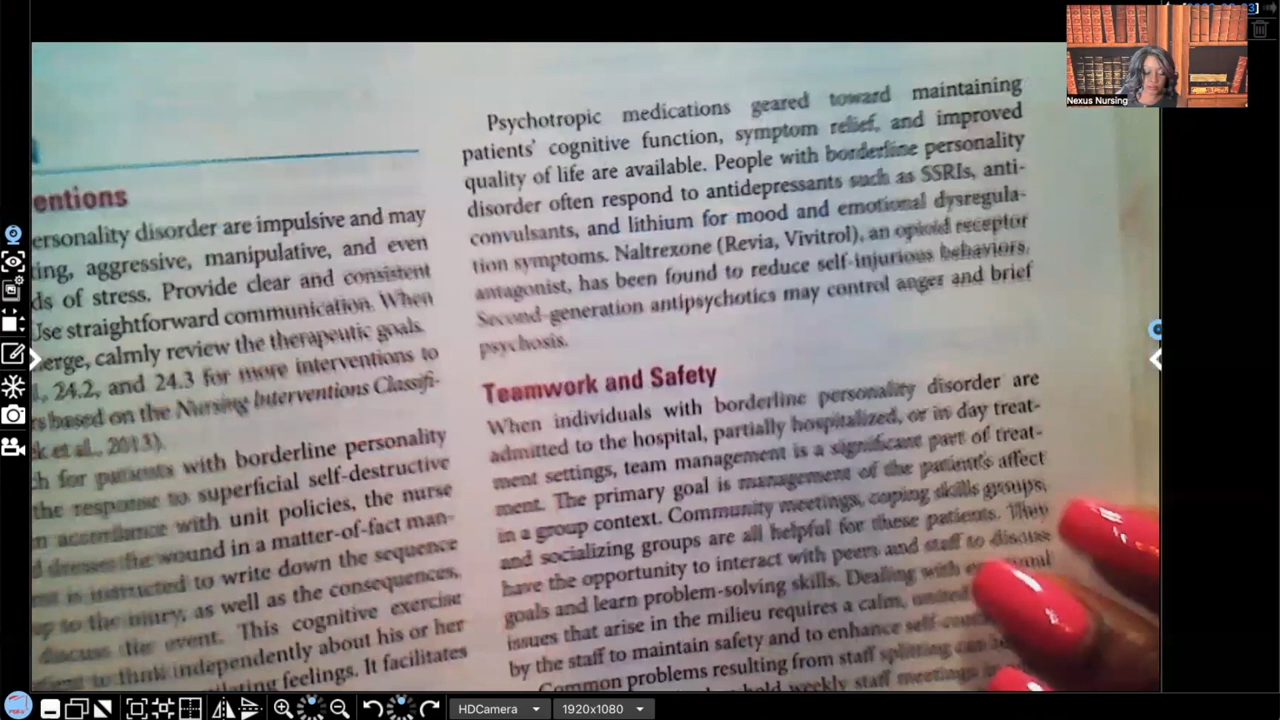 Nexus Nursing
entions
ersonality disorder are impulsive and may
ting, aggressive, manipulative, and even
ds of stress. Provide clear and consistent
Use straightforward communication. When
nerge, calmly review the therapeutic goals.
24.2, and 24.3 for more interventions to
rs based on the Nursing Interventions Classifi-
k et al., 2013).
ch for patients with borderline personality
the response to superficial self-destructive
n accordance with unit policies, the nurse
d dresses the wound in a matter-of-fact man-
nt is instructed to write down the sequence
up to the injury, as well as the consequences,
discuss the event. This cognitive exercise
tient to think independently about his or her
lating feelings. It facilitates
Psychotropic medications geared toward maintaining
patients' cognitive function, symptom relief, and improved
quality of life are available. People with borderline personality
disorder often respond to antidepressants such as SSRIs, anti-
convulsants, and lithium for mood and emotional dysregula-
tion symptoms. Naltrexone (Revia, Vivitrol), an opioid receptor
antagonist, has been found to reduce self-injurious behaviors.
Second-generation antipsychotics may control anger and brief
psychosis.
Teamwork and Safety
When individuals with borderline personality disorder are
admitted to the hospital, partially hospitalized, or in day treat-
ment settings, team management is a significant part of treat-
ment. The primary goal is management of the patient's affect
in a group context. Community meetings, coping skills groups,
and socializing groups are all helpful for these patients. They
have the opportunity to interact with peers and staff to discuss
goals and learn problem-solving skills. Dealing with
issues that arise in the milieu requires a calm, united
by the staff to maintain safety and to enhance
Common problems resulting from staff splitting can
hold weekly staff meetings
HDCamera
1920x1080